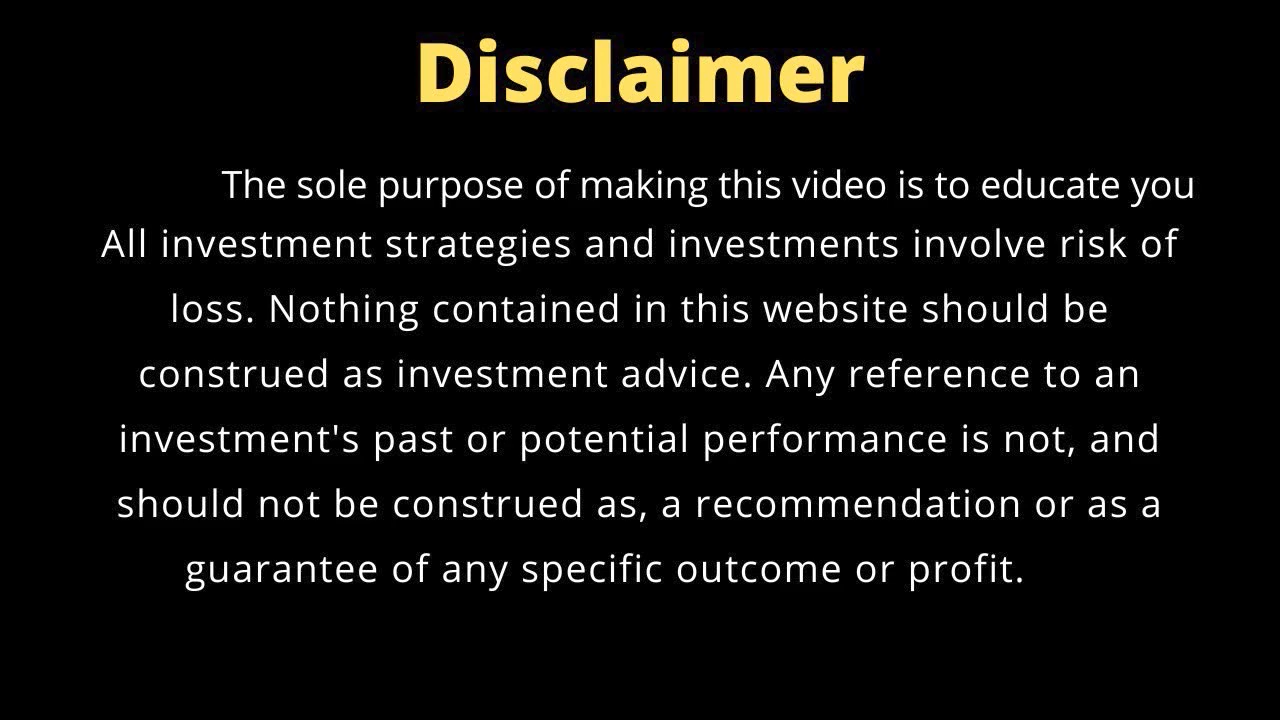 Disclaimer
The sole purpose of making this video is to educate you
All investment strategies and investments involve risk of
loss. Nothing contained in this website should be
construed as investment advice. Any reference to an
investment's past or potential performance is not, and
should not be construed as, a recommendation or as a
guarantee of any specific outcome or profit.